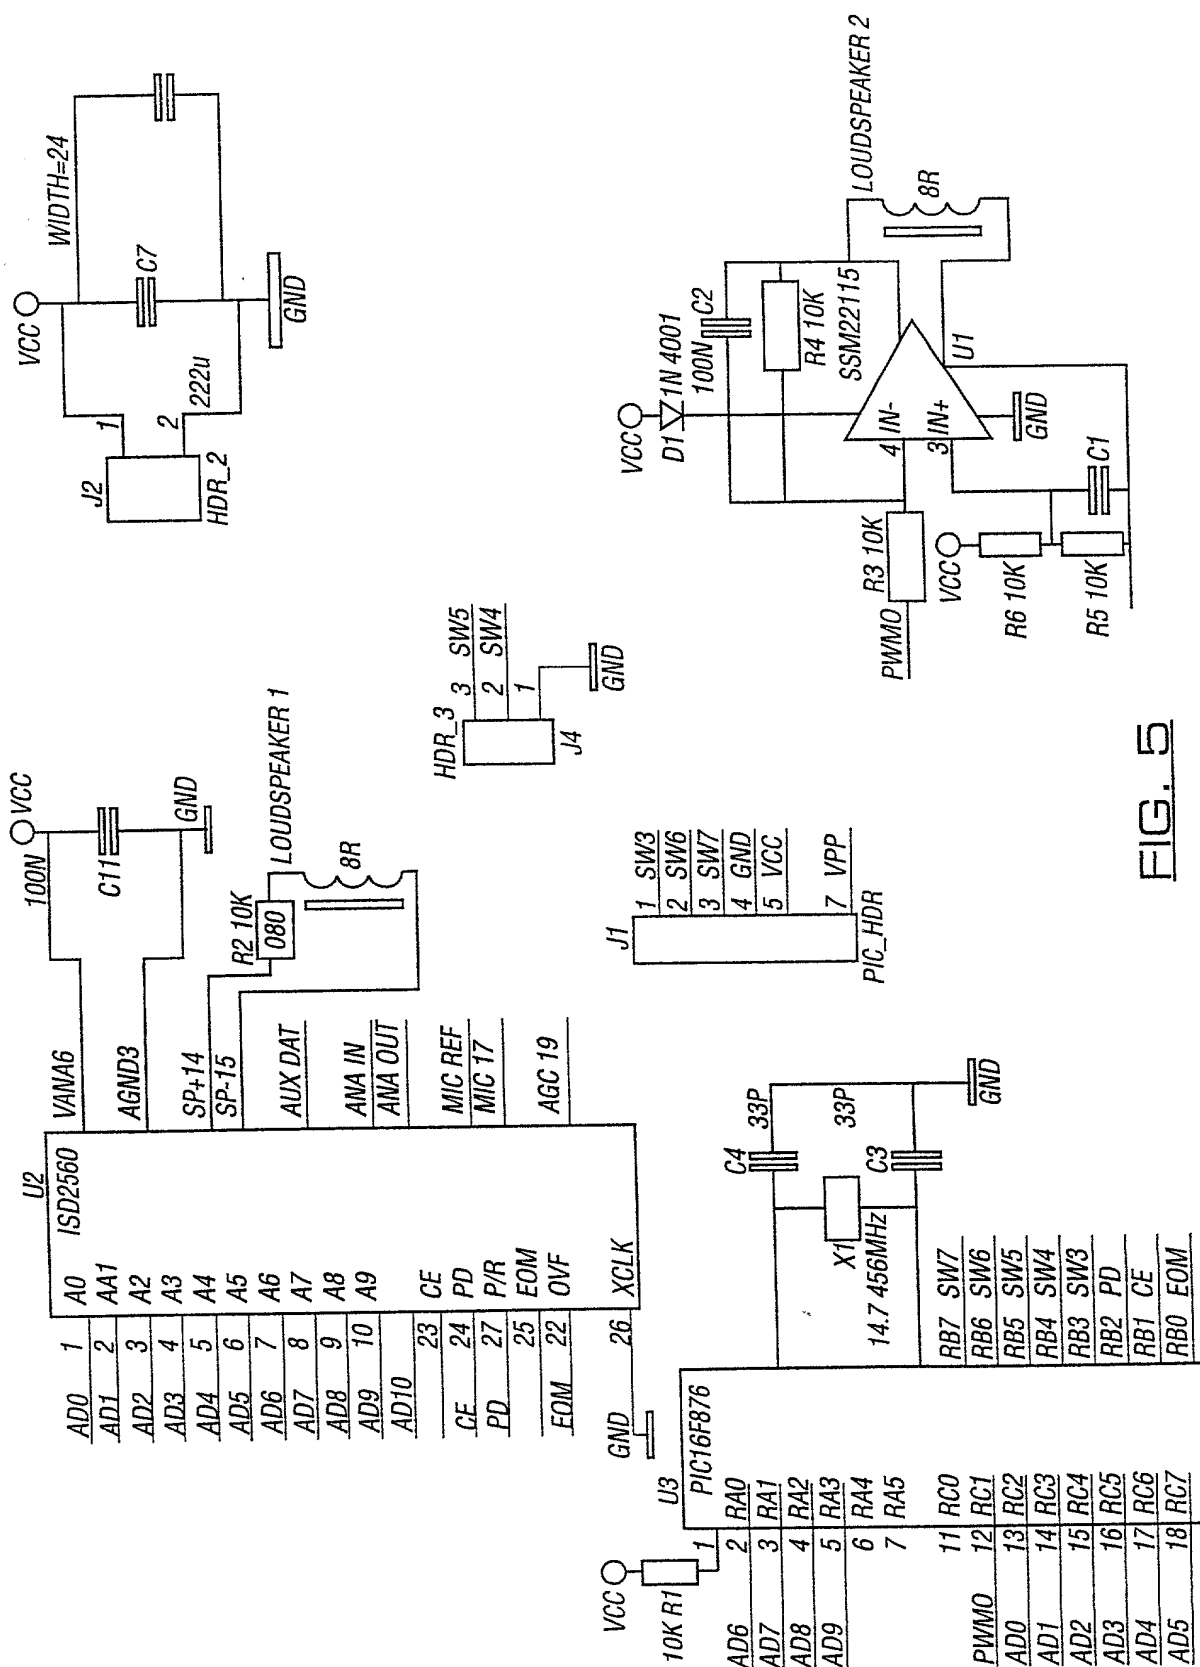 U2
ISD2560
AD0 1 A0
AD1 2 AA1
AD2 3 A2
AD3 4 A3
AD4 5 A4
AD5 6 A5
AD6 7 A6
AD7 8 A7
AD8 9 A8
AD9 10 A9
AD10
23 CE
CE 24 PD
PD 27 P/R
25 EOM
EOM 22 OVF
26 XCLK
GND
VANA6
AGND3
SP+14
SP-15
AUX DAT
ANA IN
ANA OUT
MIC REF
MIC 17
AGC 19
100N
VCC
C11
GND
R2 10K
080
LOUDSPEAKER 1
8R
HDR_3
3 SW5
2 SW4
1
J4
GND
VCC
WIDTH=24
C7
J2
1
2
222u
HDR_2
GND
U3
PIC16F876
VCC
10K R1
1
AD6 2 RA0
AD7 3 RA1
AD8 4 RA2
AD9 5 RA3
6 RA4
7 RA5
11 RC0
PWMO 12 RC1
AD0 13 RC2
AD1 14 RC3
AD2 15 RC4
AD3 16 RC5
AD4 17 RC6
AD5 18 RC7
RB7 SW7
RB6 SW6
RB5 SW5
RB4 SW4
RB3 SW3
RB2 PD
RB1 CE
RB0 EOM
C4
33P
X1
14.7 456MHz
33P
C3
GND
J1
1 SW3
2 SW6
3 SW7
4 GND
5 VCC
7 VPP
PIC_HDR
VCC
D1
1N 4001
100N C2
R4 10K
SSM22115
LOUDSPEAKER 2
8R
PWMO
R3 10K
4 IN-
3 IN+
U1
GND
VCC
R6 10K
R5 10K
C1
FIG. 5